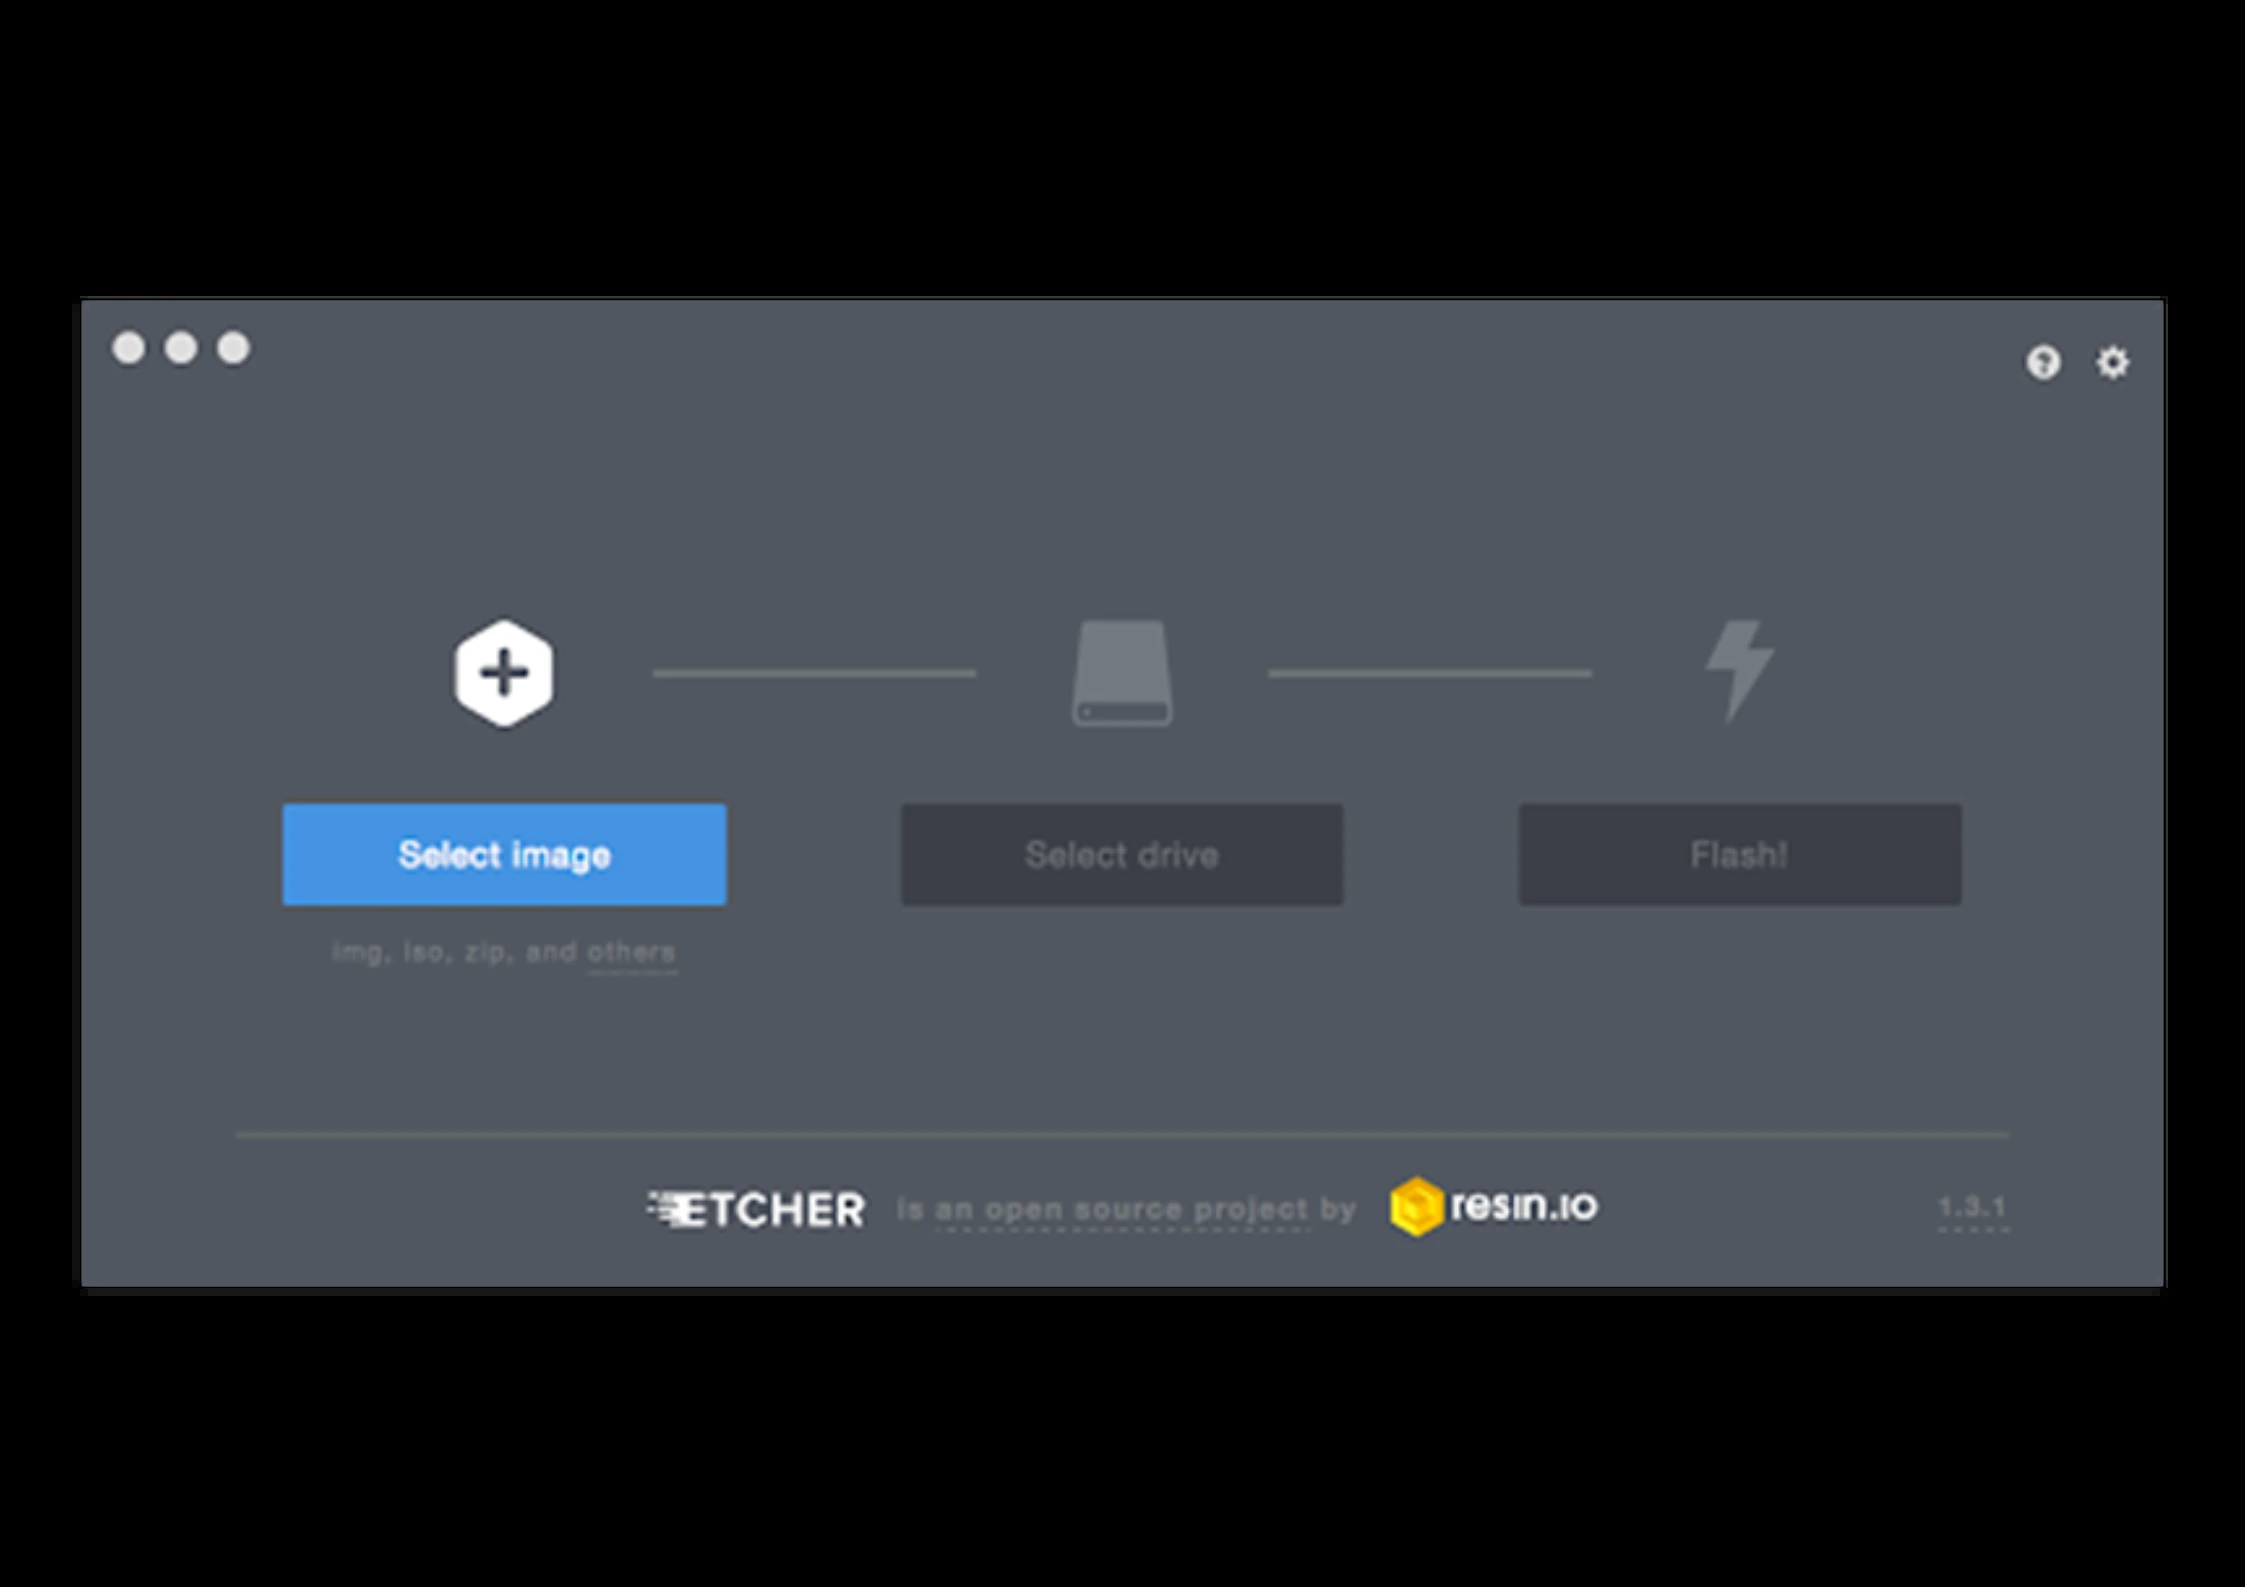 Select image
Select drive
Flash!
img, iso, zip, and others
ETCHER is an open source project by resin.io
1.3.1